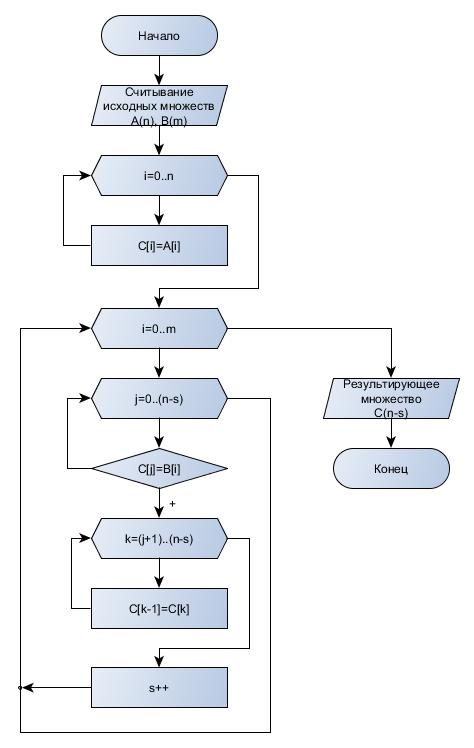 Начало
Считывание
исходных множеств
A(n), B(m)
i=0..n
C[i]=A[i]
i=0..m
j=0..(n-s)
C[j]=B[i]
+
k=(j+1)..(n-s)
C[k-1]=C[k]
s++
Результирующее
множество
C(n-s)
Конец